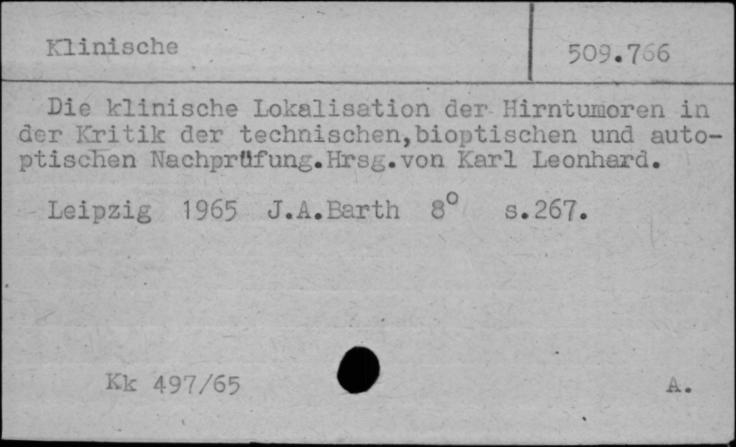 Klinische 509.766
Die klinische Lokalisation der Hirntumoren in
der Kritik der technischen,bioptischen und auto-
ptischen Nachprüfung.Hrsg.von Karl Leonhard.
Leipzig 1965 J.A.Barth 8° s.267.
Kk 497/65 A.